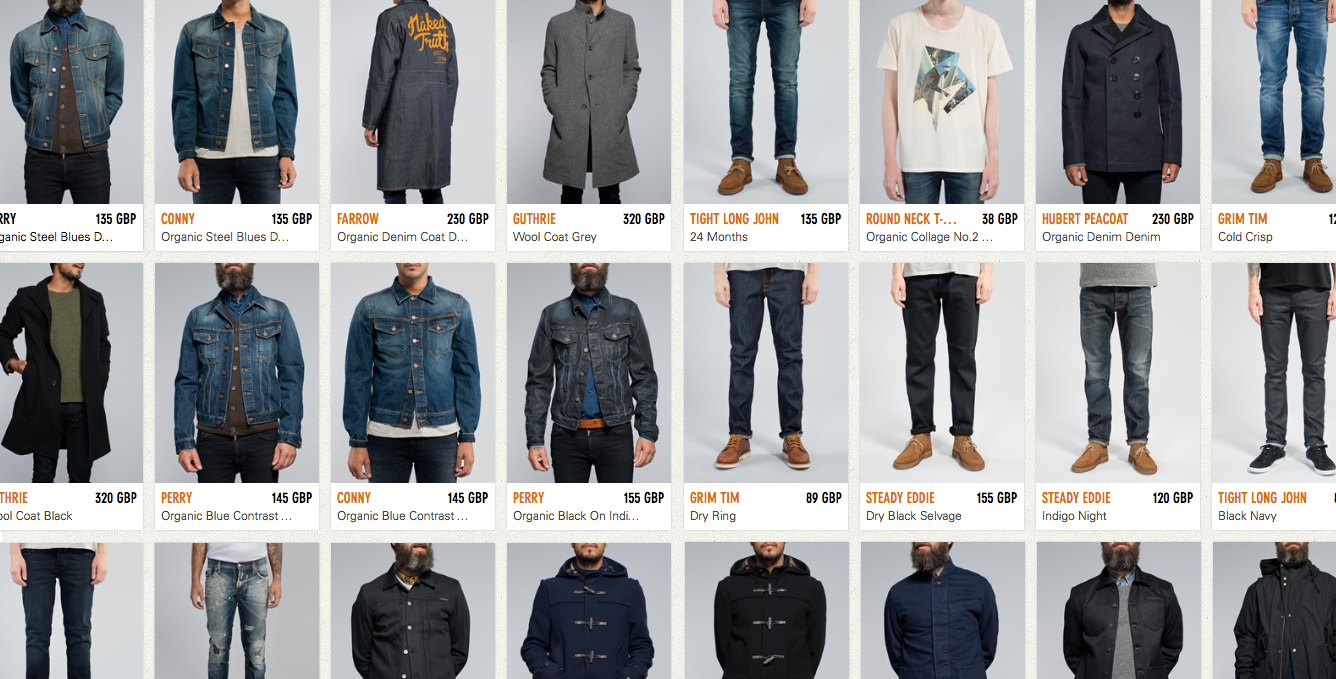 Naked
Truth
RRY 135 GBP
ganic Steel Blues D...
CONNY 135 GBP
Organic Steel Blues D...
FARROW 230 GBP
Organic Denim Coat D...
GUTHRIE 320 GBP
Wool Coat Grey
TIGHT LONG JOHN 135 GBP
24 Months
ROUND NECK T-... 38 GBP
Organic Collage No.2 ...
HUBERT PEACOAT 230 GBP
Organic Denim Denim
GRIM TIM 12
Cold Crisp
THRIE 320 GBP
ool Coat Black
PERRY 145 GBP
Organic Blue Contrast ...
CONNY 145 GBP
Organic Blue Contrast ...
PERRY 155 GBP
Organic Black On Indi...
GRIM TIM 89 GBP
Dry Ring
STEADY EDDIE 155 GBP
Dry Black Selvage
STEADY EDDIE 120 GBP
Indigo Night
TIGHT LONG JOHN
Black Navy